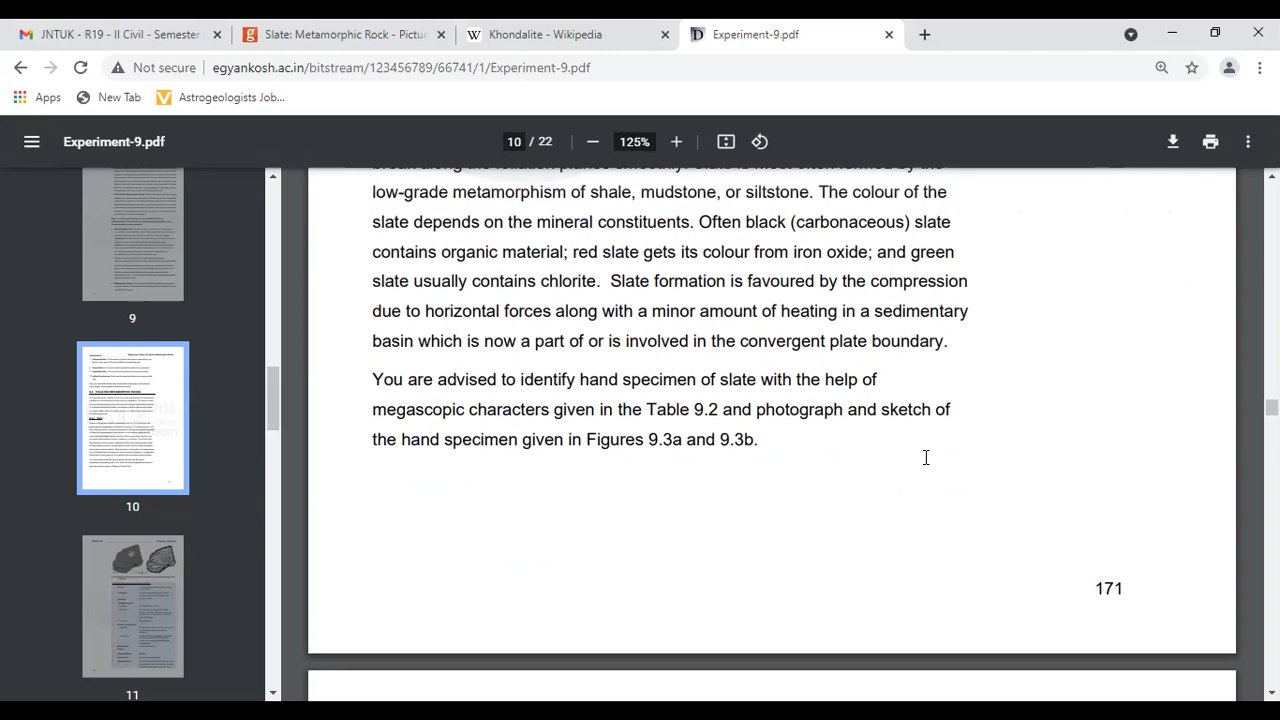 JNTUK - R19 - II Civil - Semester
Slate: Metamorphic Rock - Pictur
Khondalite - Wikipedia
Experiment-9.pdf
Not secure
egyankosh.ac.in/bitstream/123456789/66741/1/Experiment-9.pdf
Apps
New Tab
Astrogeologists Job...
Experiment-9.pdf
10 / 22
125%
9
10
11
low-grade metamorphism of shale, mudstone, or siltstone. The colour of the
slate depends on the mineral constituents. Often black (carbonaceous) slate
contains organic material; red slate gets its colour from iron oxide; and green
slate usually contains chlorite. Slate formation is favoured by the compression
due to horizontal forces along with a minor amount of heating in a sedimentary
basin which is now a part of or is involved in the convergent plate boundary.
You are advised to identify hand specimen of slate with the help of
megascopic characters given in the Table 9.2 and photograph and sketch of
the hand specimen given in Figures 9.3a and 9.3b.
171